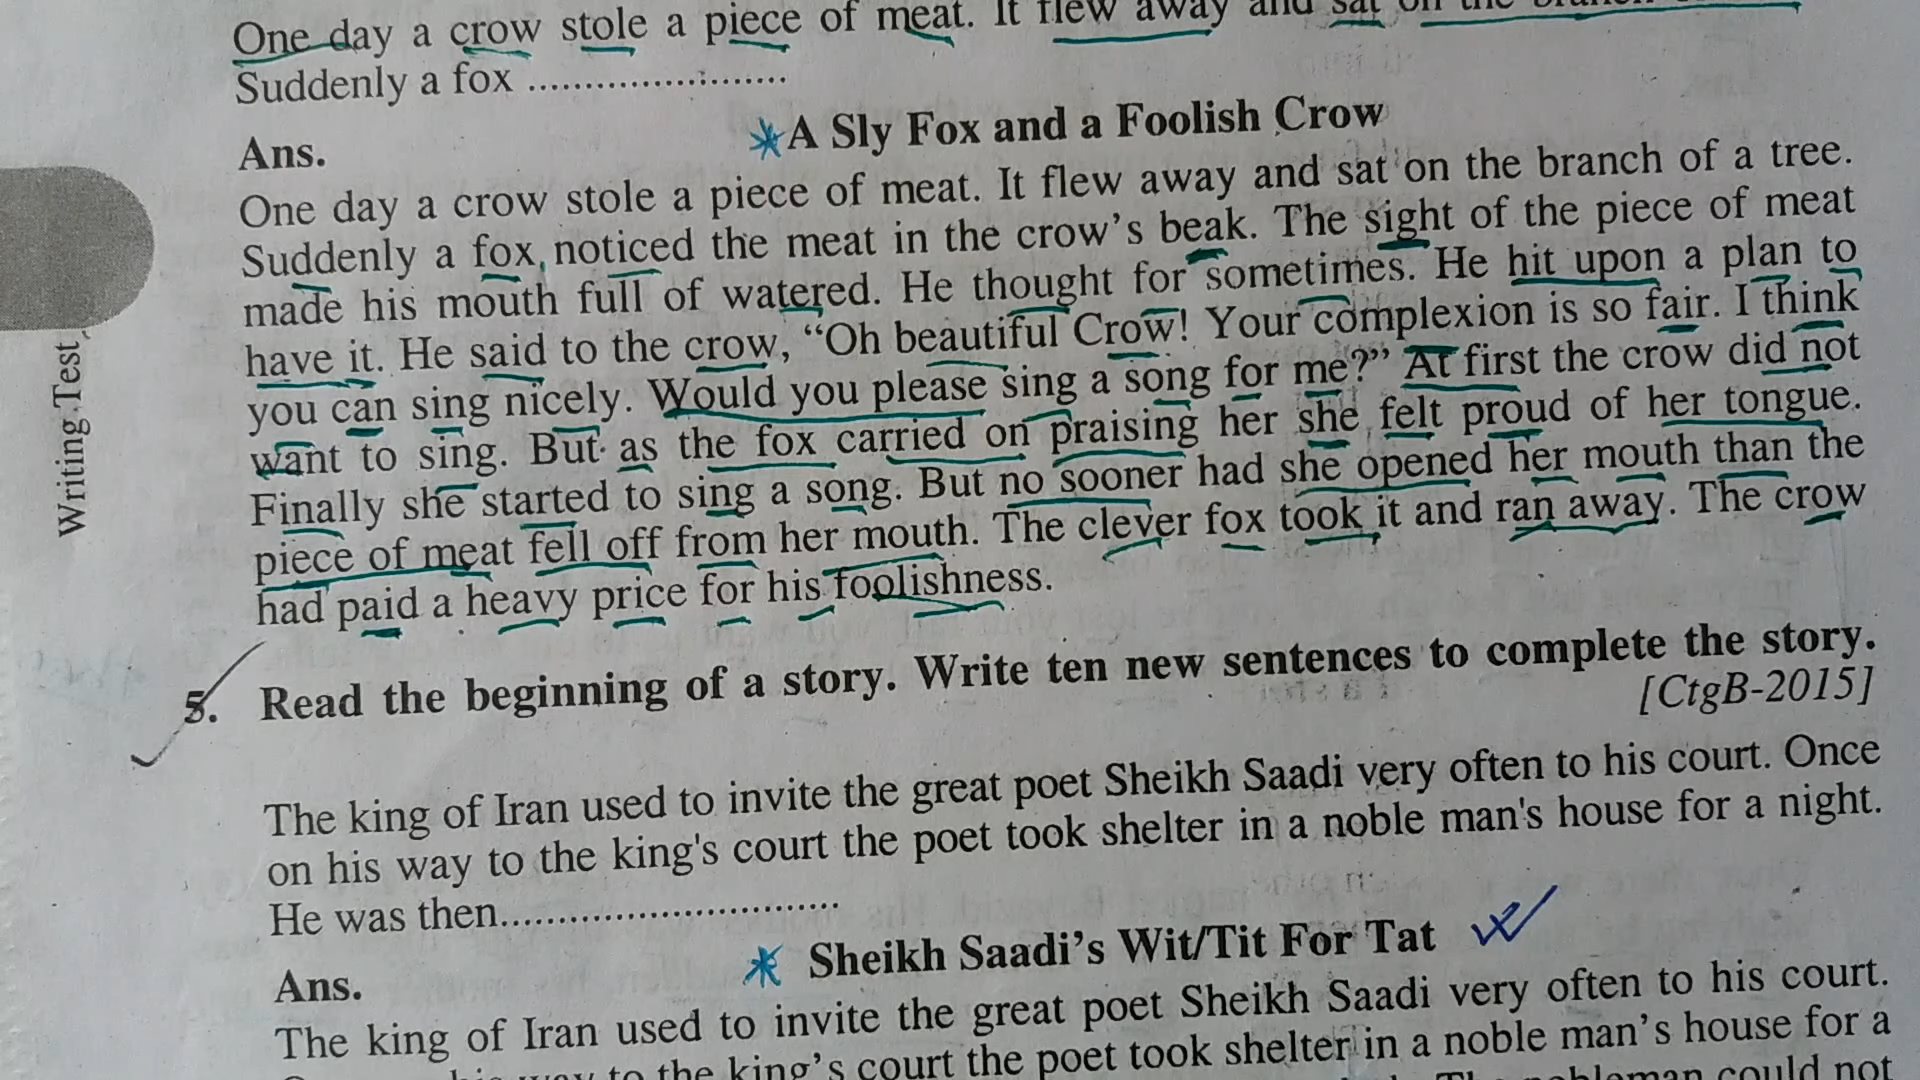 One day a crow stole a piece of meat. It flew away and sat on the branch
Suddenly a fox ........................
Ans.
A Sly Fox and a Foolish Crow
One day a crow stole a piece of meat. It flew away and sat on the branch of a tree.
Suddenly a fox noticed the meat in the crow's beak. The sight of the piece of meat
made his mouth full of watered. He thought for sometimes. He hit upon a plan to
have it. He said to the crow, “Oh beautiful Crow! Your complexion is so fair. I think
you can sing nicely. Would you please sing a song for me?” At first the crow did not
want to sing. But as the fox carried on praising her she felt proud of her tongue.
Finally she started to sing a song. But no sooner had she opened her mouth than the
piece of meat fell off from her mouth. The clever fox took it and ran away. The crow
had paid a heavy price for his foolishness.
Writing Test
5. Read the beginning of a story. Write ten new sentences to complete the story.
[CtgB-2015]
The king of Iran used to invite the great poet Sheikh Saadi very often to his court. Once
on his way to the king's court the poet took shelter in a noble man's house for a night.
He was then..............................
Sheikh Saadi's Wit/Tit For Tat
Ans.
The king of Iran used to invite the great poet Sheikh Saadi very often to his court.
way to the king's court the poet took shelter in a noble man's house for a
could not